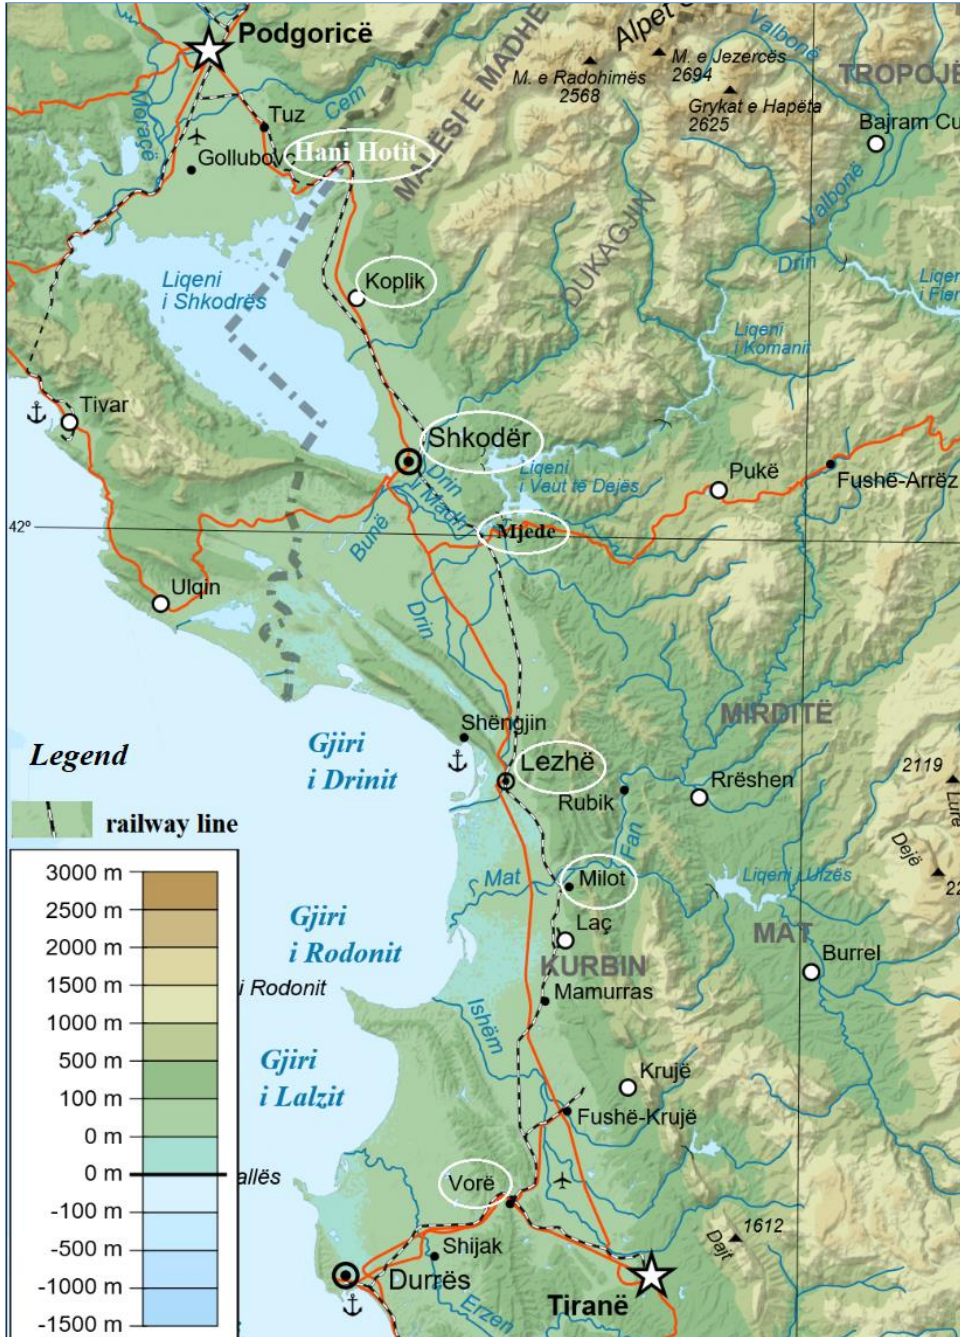 Podgoricë
Alpet
Valbonë
M. e Jezercës
2694
M. e Radohimës
2568
TROPOJË
Grykat e Hapëta
2625
MALËSI E MADHE
Cem
Moraçë
Tuz
Bajram Cu
Gollubov
Hani Hotit
DUKAGJIN
Valbonë
Drin
Liqeni
i Shkodrës
Koplik
Liqeni
i Fier
Liqeni
i Komanit
Tivar
Shkodër
Drin
i Madh
Liqeni
i Vaut të Dejës
Pukë
Fushë-Arrëz
42º
Bunë
Mjede
Ulqin
Drin
MIRDITË
Shëngjin
Legend
Gjiri
i Drinit
Lezhë
Rubik
Rrëshen
2119
Lurë
railway line
Fan
Dejë
3000 m
2500 m
2000 m
1500 m
1000 m
500 m
100 m
0 m
0 m
-100 m
-500 m
-1000 m
-1500 m
Mat
Milot
Liqeni i Ulzës
22
Gjiri
i Rodonit
Laç
KURBIN
MAT
Burrel
i Rodonit
Mamurras
Ishëm
Gjiri
i Lalzit
Krujë
Fushë-Krujë
allës
Vorë
Shijak
1612
Dajt
Durrës
Tiranë
Erzen